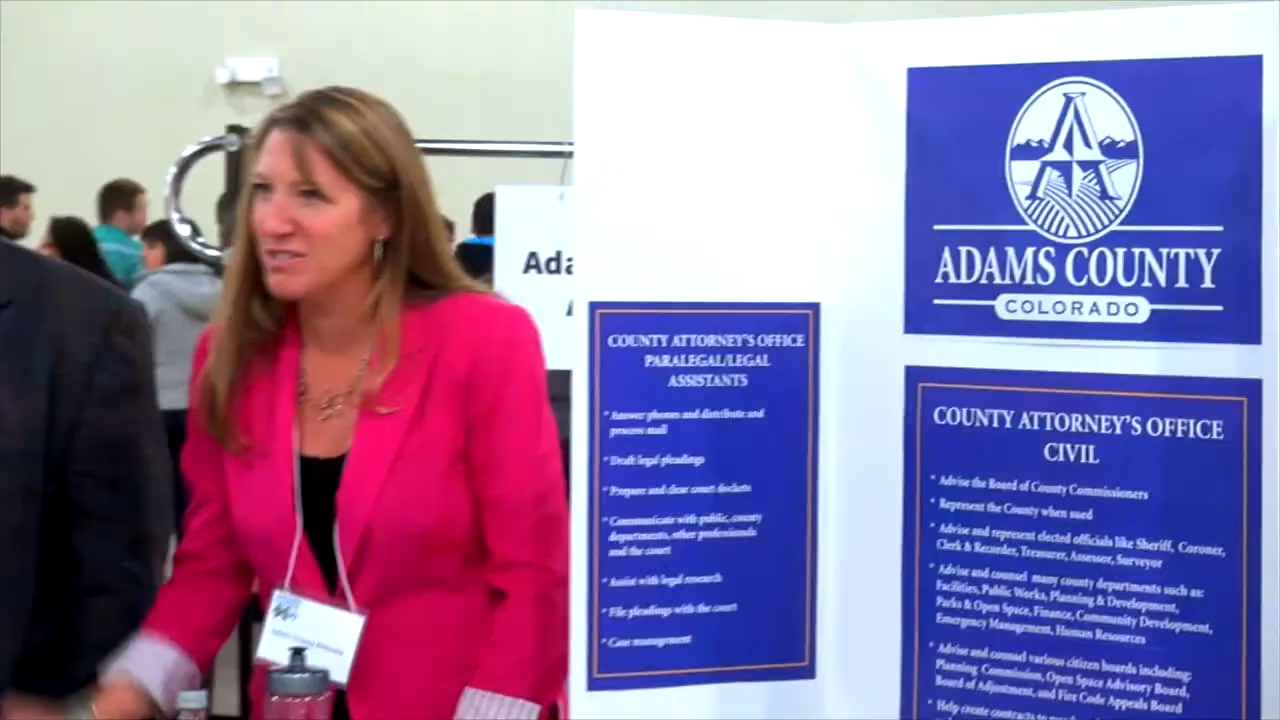 Ada
COUNTY ATTORNEY'S OFFICE
PARALEGAL/LEGAL
ASSISTANTS
* Answer phones and distribute and
process mail
* Draft legal pleadings
* Prepare and clear court dockets
* Communicate with public, county
departments, other professionals
and the court
* Assist with legal research
* File pleadings with the court
* Case management
ADAMS COUNTY
COLORADO
COUNTY ATTORNEY'S OFFICE
CIVIL
* Advise the Board of County Commissioners
* Represent the County when sued
* Advise and represent elected officials like Sheriff, Coroner,
Clerk & Recorder, Treasurer, Assessor, Surveyor
* Advise and counsel many county departments such as:
Facilities, Public Works, Planning & Development,
Parks & Open Space, Finance, Community Development,
Emergency Management, Human Resources
* Advise and counsel various citizen boards including:
Planning Commission, Open Space Advisory Board,
Board of Adjustment, and Fire Code Appeals Board
* Help create contracts to